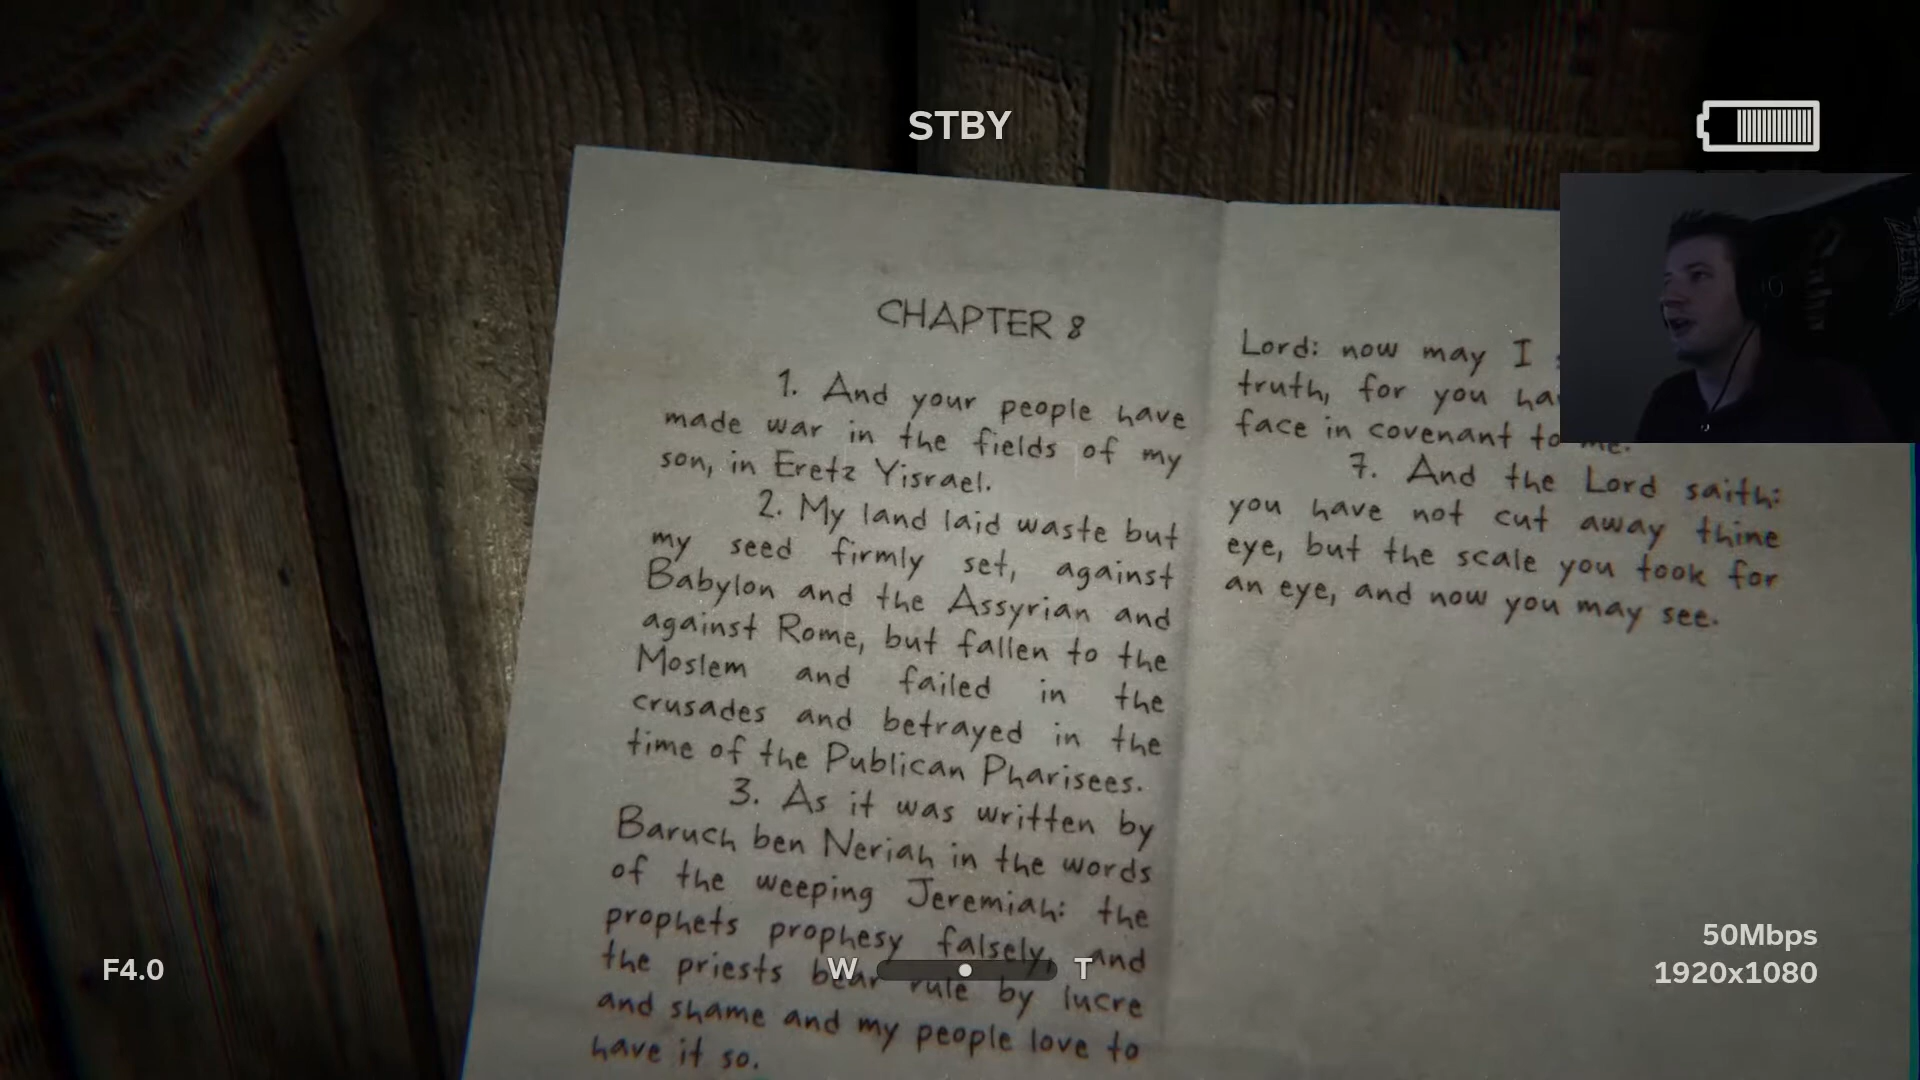 STBY
CHAPTER 8
1. And your people have
made war in the fields of my
son, in Eretz Yisrael.
2. My land laid waste but
my seed firmly set, against
Babylon and the Assyrian and
against Rome, but fallen to the
Moslem and failed in the
crusades and betrayed in the
time of the Publican Pharisees.
3. As it was written by
Baruch ben Neriah in the words
of the weeping Jeremiah: the
prophets prophesy falsely, and
the priests bear rule by lucre
and shame and my people love to
have it so.
Lord: now may I
truth, for you
face in covenant to me.
7. And the Lord saith:
you have not cut away thine
eye, but the scale you took for
an eye, and now you may see.
F4.0
W T
50Mbps
1920x1080